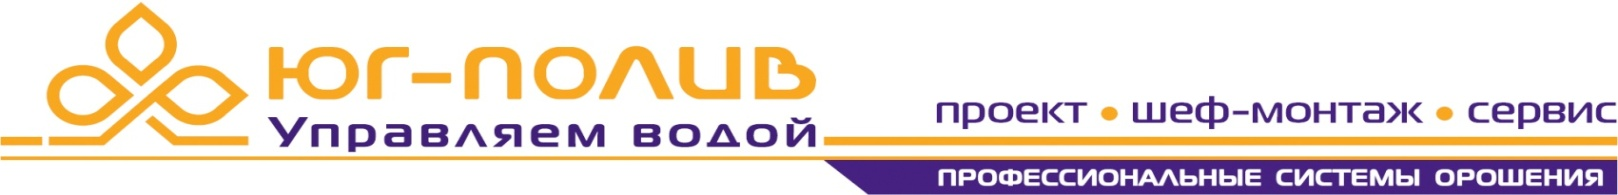 ЮГ-ПОЛИВ
Управляем водой
проект • шеф-монтаж • сервис
ПРОФЕССИОНАЛЬНЫЕ СИСТЕМЫ ОРОШЕНИЯ